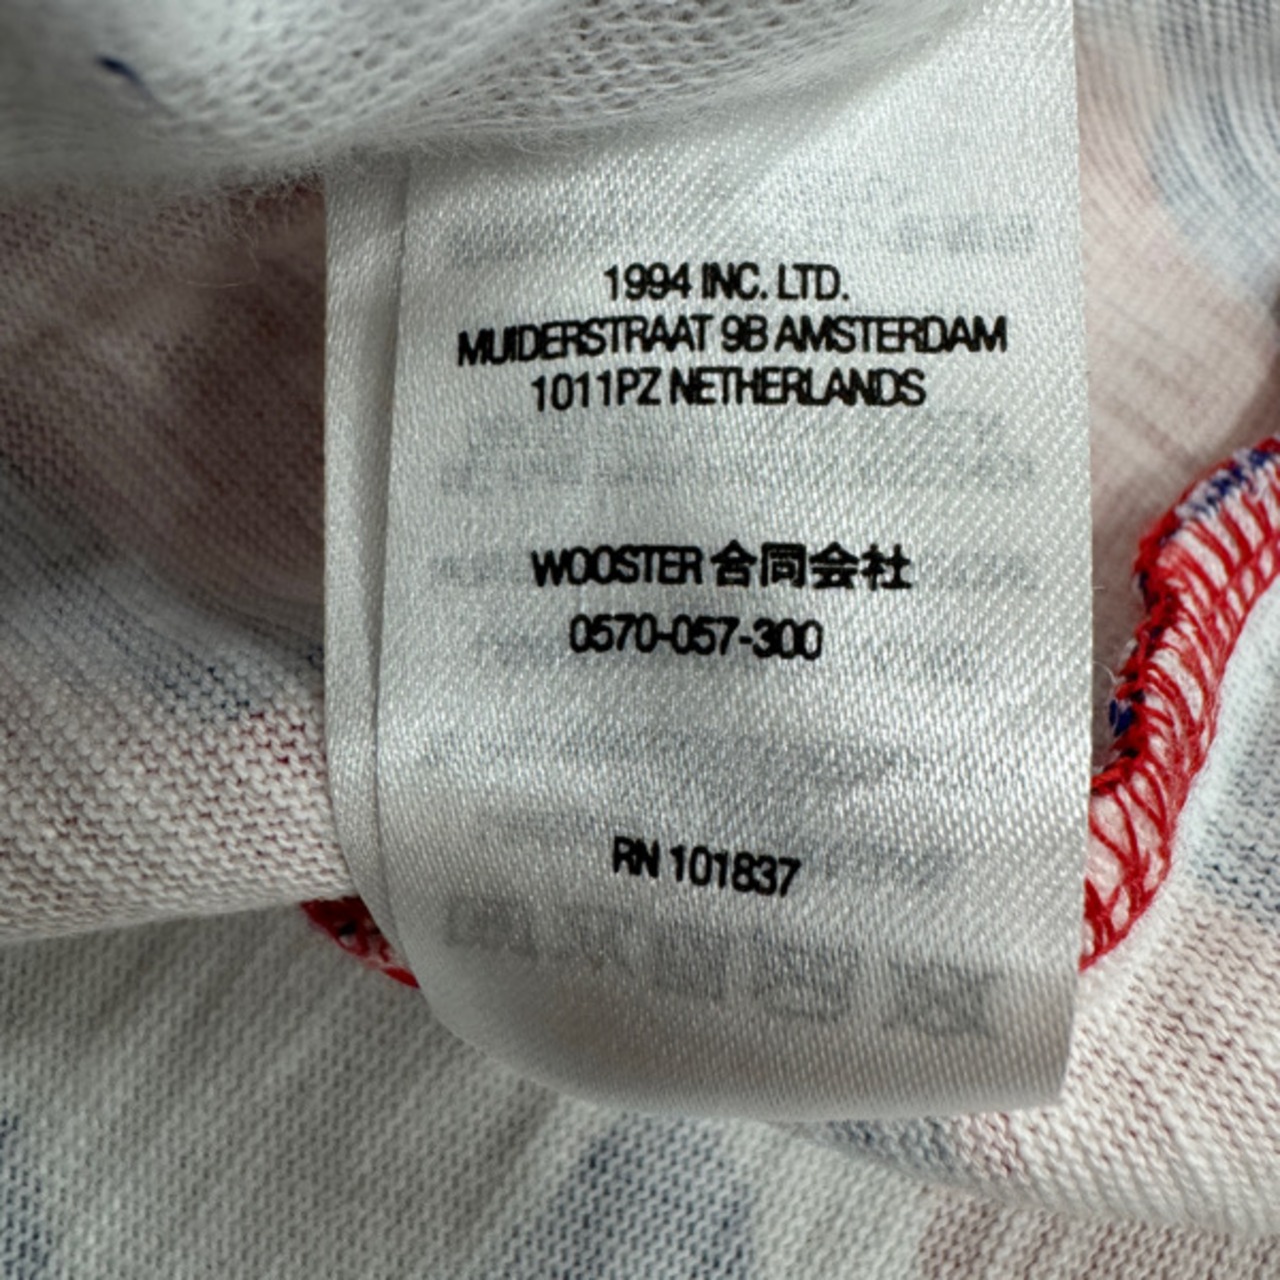 1994 INC. LTD.
MUIDERSTRAAT 9B AMSTERDAM
1011PZ NETHERLANDS
WOOSTER 合同会社
0570-057-300
RN 101837